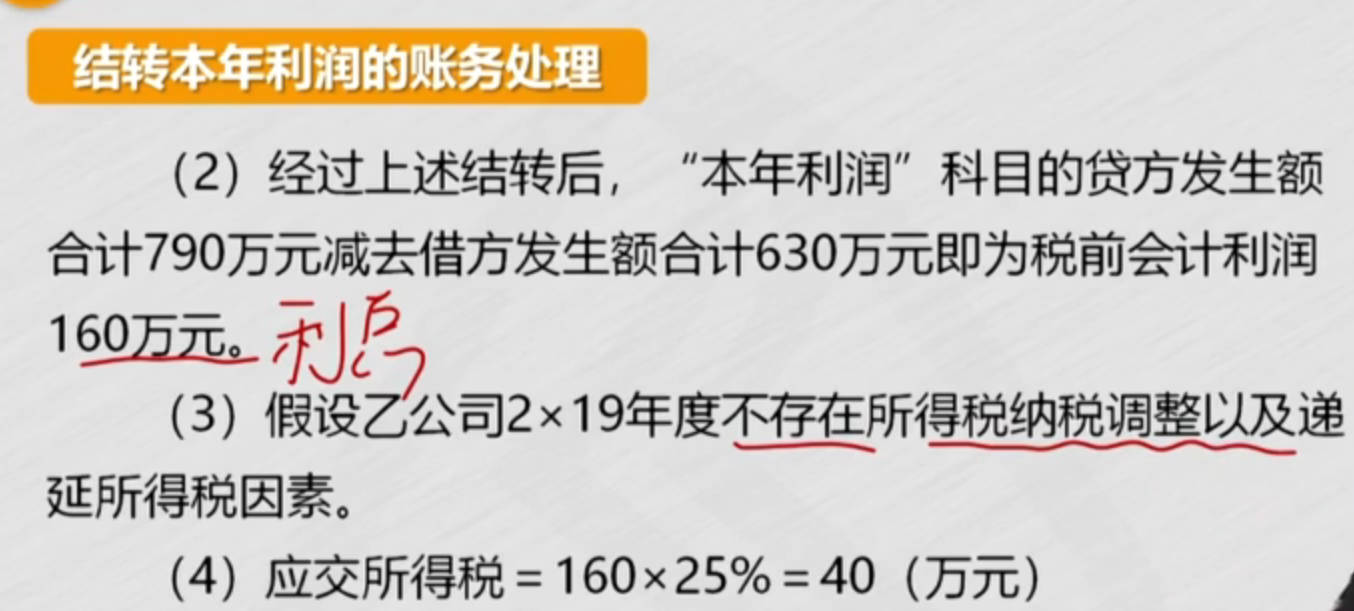 结转本年利润的账务处理
（2）经过上述结转后，“本年利润”科目的贷方发生额
合计790万元减去借方发生额合计630万元即为税前会计利润
160万元。
（3）假设乙公司2×19年度不存在所得税纳税调整以及递
延所得税因素。
（4）应交所得税＝160×25%＝40（万元）